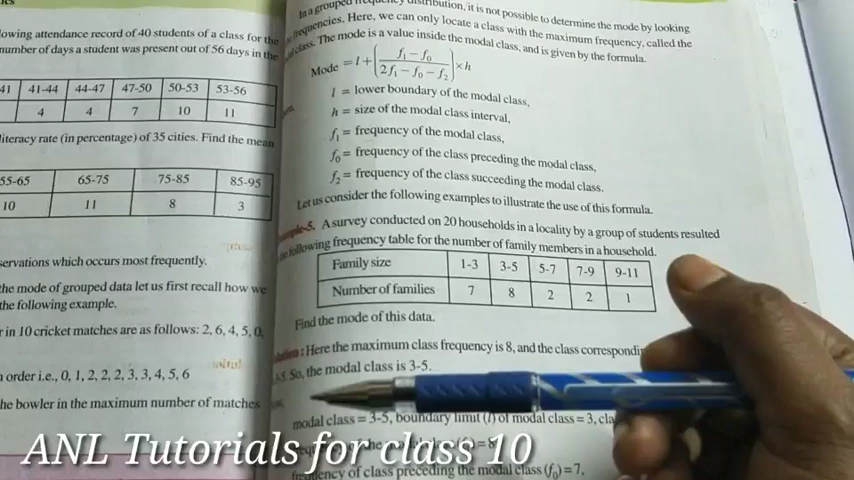 lowing attendance record of 40 students of a class for the
number of days a student was present out of 56 days in the
41 41-44 44-47 47-50 50-53 53-56
4 4 7 10 11
literacy rate (in percentage) of 35 cities. Find the mean
55-65 65-75 75-85 85-95
10 11 8 3
servations which occurs most frequently.
the mode of grouped data let us first recall how we
the following example.
r in 10 cricket matches are as follows: 2, 6, 4, 5, 0,
n order i.e., 0, 1, 2, 2, 2, 3, 3, 4, 5, 6
he bowler in the maximum number of matches
In a grouped frequency distribution, it is not possible to determine the mode by looking
frequencies. Here, we can only locate a class with the maximum frequency, called the
class. The mode is a value inside the modal class, and is given by the formula.
Mode = l + ( f₁ − f₀ / 2f₁ − f₀ − f₂ ) × h
l = lower boundary of the modal class,
h = size of the modal class interval,
f₁ = frequency of the modal class,
f₀ = frequency of the class preceding the modal class,
f₂ = frequency of the class succeeding the modal class.
Let us consider the following examples to illustrate the use of this formula.
ample-5. A survey conducted on 20 households in a locality by a group of students resulted
following frequency table for the number of family members in a household.
Family size 1-3 3-5 5-7 7-9 9-11
Number of families 7 8 2 2 1
Find the mode of this data.
lution : Here the maximum class frequency is 8, and the class correspondi
3-5. So, the modal class is 3-5.
modal class = 3-5, boundary limit (l) of modal class = 3, cla
frequency of class preceding the modal class (f₀) = 7,
ANL Tutorials for class 10